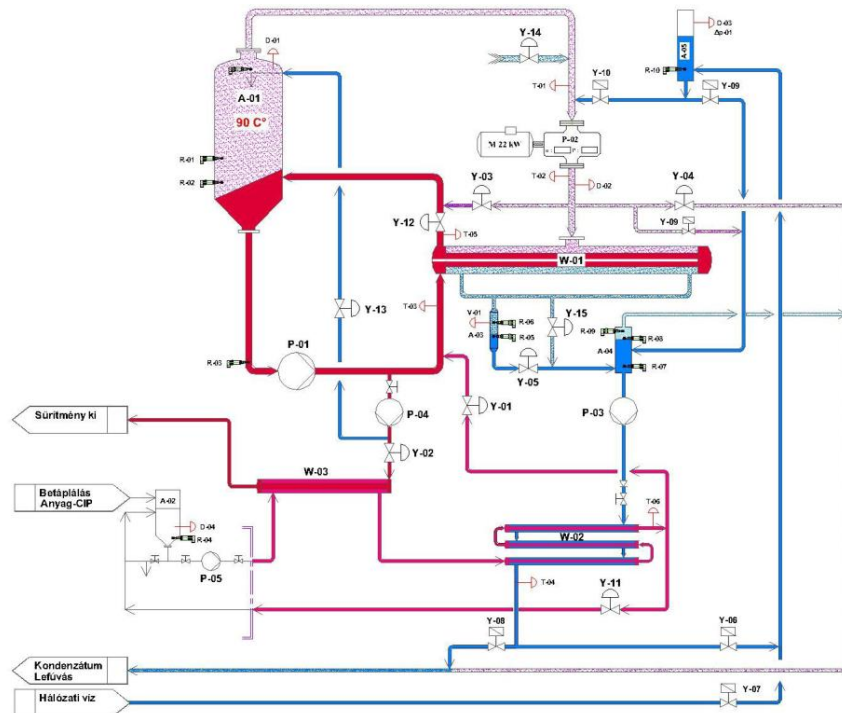 D-01
Y-14
D-03
Δp-01
A-05
R-10
Y-10
Y-09
A-01
90 C°
T-01
M 22 kW
P-02
R-01
R-02
T-02
D-02
Y-03
Y-04
Y-09
Y-12
T-05
W-01
T-03
Y-13
V-01
R-06
A-03
R-05
Y-15
R-09
R-08
A-04
R-07
Y-05
R-03
P-01
P-04
Y-01
P-03
Sűrítmény ki
Y-02
W-03
Betáplálás
Anyag-CIP
A-02
D-04
R-04
P-05
T-06
W-02
T-04
Y-11
Y-08
Y-06
Kondenzátum
Lefúvás
Hálózati víz
Y-07